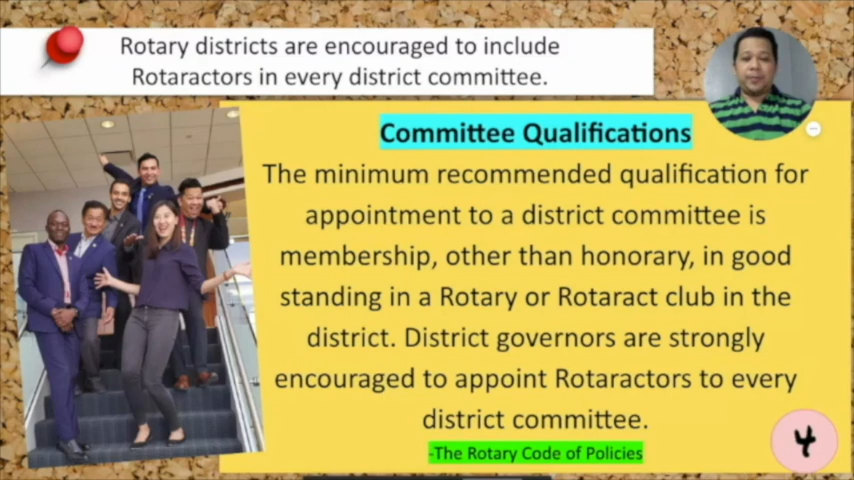 Rotary districts are encouraged to include
Rotaractors in every district committee.
Committee Qualifications
The minimum recommended qualification for
appointment to a district committee is
membership, other than honorary, in good
standing in a Rotary or Rotaract club in the
district. District governors are strongly
encouraged to appoint Rotaractors to every
district committee.
-The Rotary Code of Policies
4